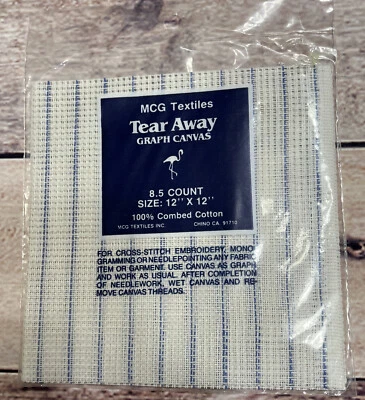 MCG Textiles
Tear Away
GRAPH CANVAS
8.5 COUNT
SIZE: 12'' X 12''
100% Combed Cotton
MCG TEXTILES INC. CHINO CA. 91710
FOR CROSS-STITCH EMBROIDERY, MONO
GRAMMING OR NEEDLEPOINTING ANY FABRIC
ITEM OR GARMENT. USE CANVAS AS GRAPH
AND WORK AS USUAL. AFTER COMPLETION
OF NEEDLEWORK, WET CANVAS AND RE-
MOVE CANVAS THREADS.